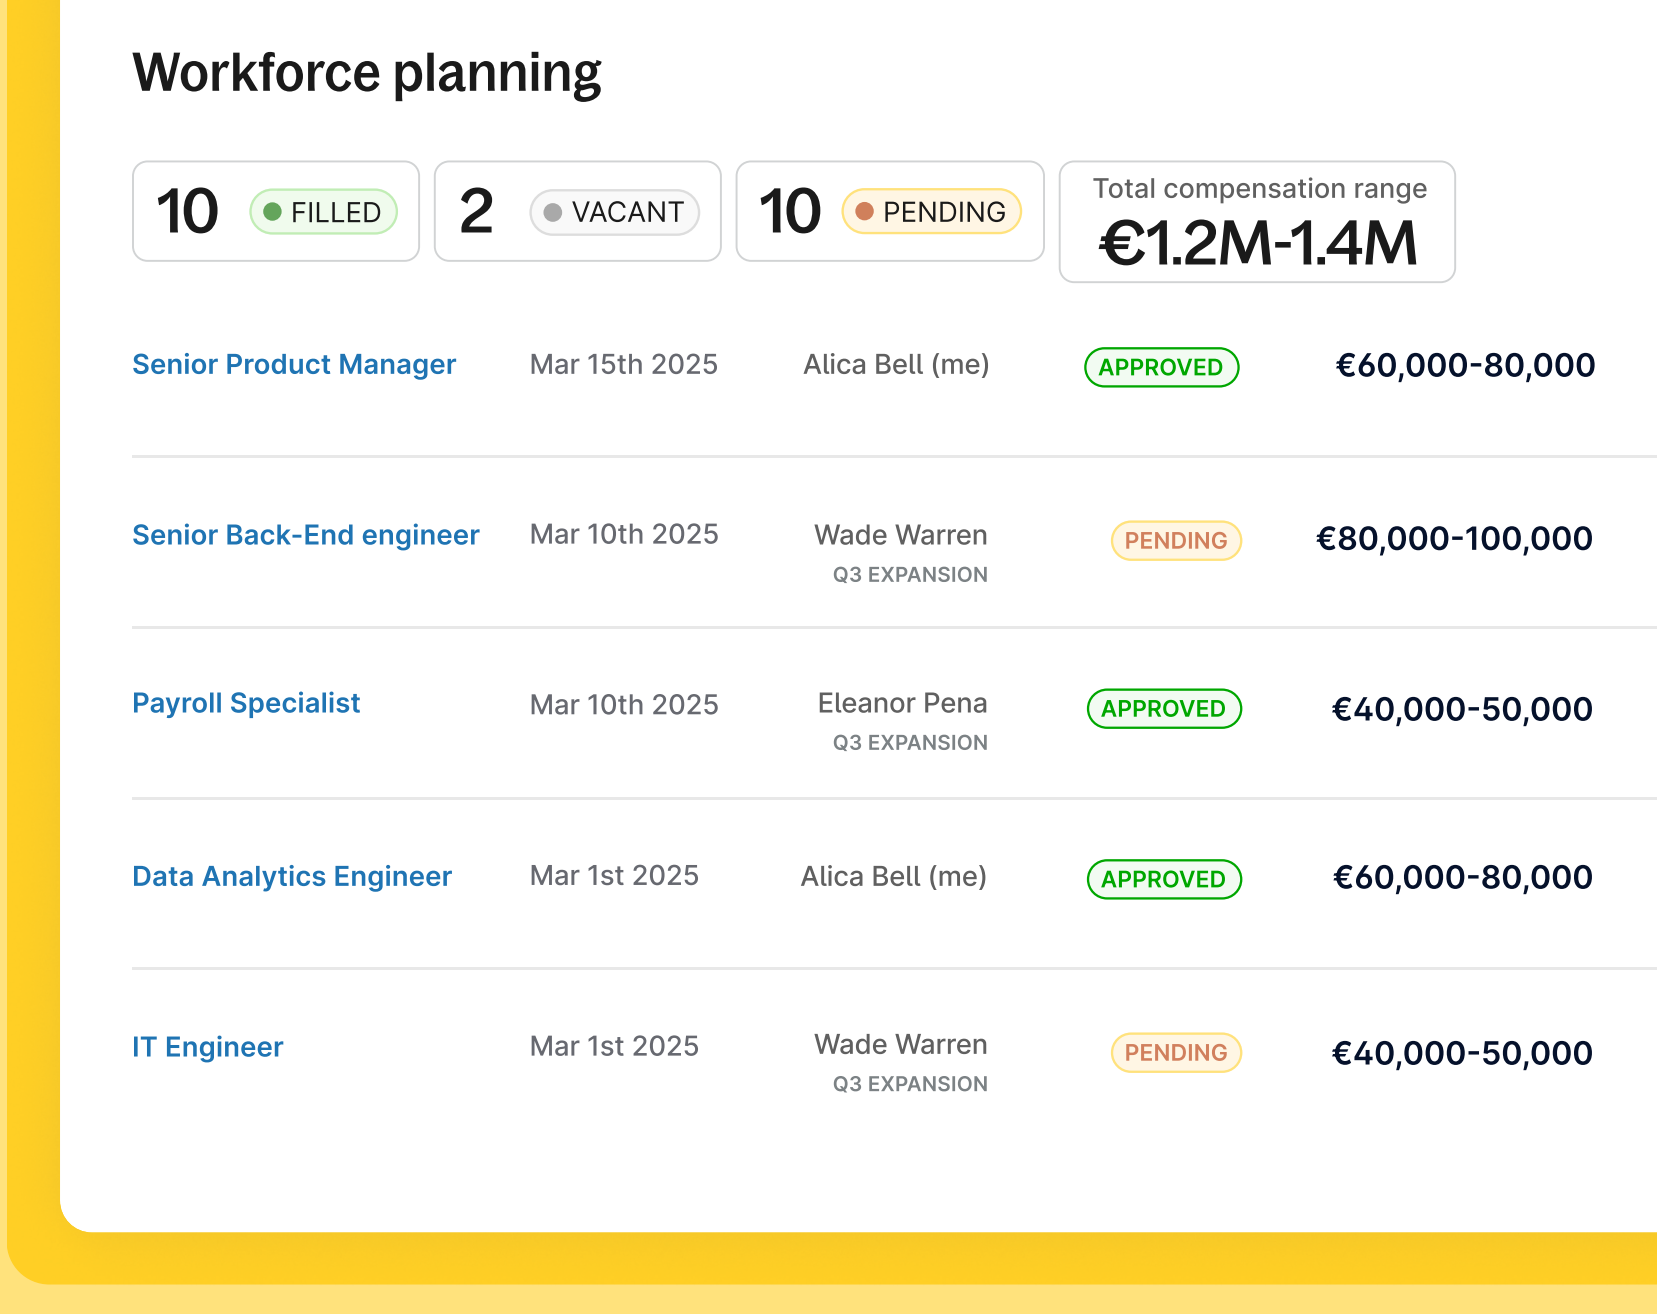 Workforce planning
10 FILLED 2 VACANT 10 PENDING
Total compensation range
€1.2M-1.4M
Senior Product Manager Mar 15th 2025 Alica Bell (me) APPROVED €60,000-80,000
Senior Back-End engineer Mar 10th 2025 Wade Warren PENDING €80,000-100,000
Q3 EXPANSION
Payroll Specialist Mar 10th 2025 Eleanor Pena APPROVED €40,000-50,000
Q3 EXPANSION
Data Analytics Engineer Mar 1st 2025 Alica Bell (me) APPROVED €60,000-80,000
IT Engineer Mar 1st 2025 Wade Warren PENDING €40,000-50,000
Q3 EXPANSION